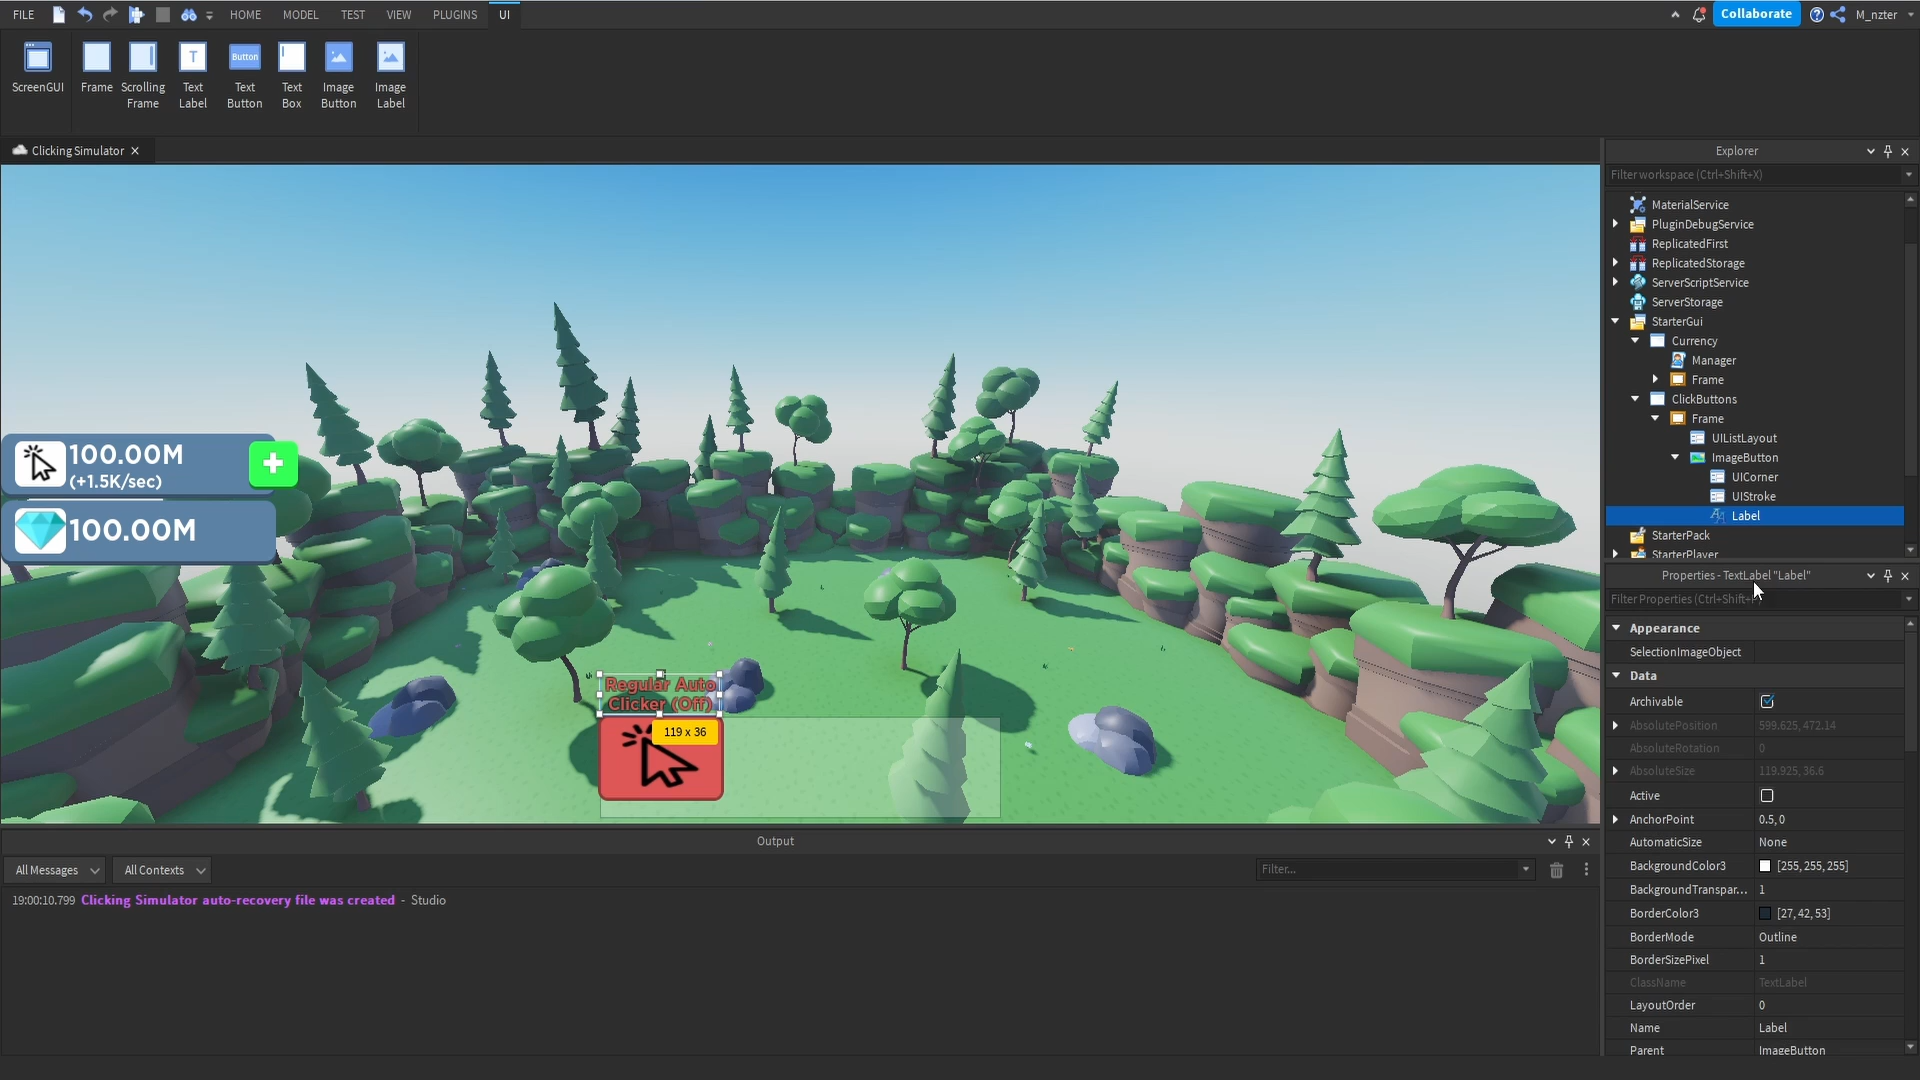 FILE
HOME
MODEL
TEST
VIEW
PLUGINS
UI
Collaborate
M_nzter
ScreenGUI
Frame
Scrolling
Frame
Text
Label
Button
Text
Button
Text
Box
Image
Button
Image
Label
Clicking Simulator
Explorer
Filter workspace (Ctrl+Shift+X)
MaterialService
PluginDebugService
ReplicatedFirst
ReplicatedStorage
ServerScriptService
ServerStorage
StarterGui
Currency
Manager
Frame
ClickButtons
Frame
UIListLayout
ImageButton
UICorner
UIStroke
Label
StarterPack
StarterPlayer
100.00M
(+1.5K/sec)
100.00M
Regular Auto
Clicker (Off)
119 x 36
Properties - TextLabel "Label"
Filter Properties (Ctrl+Shift+
Appearance
SelectionImageObject
Data
Archivable
AbsolutePosition 599.625, 472.14
AbsoluteRotation 0
AbsoluteSize 119.925, 36.6
Active
AnchorPoint 0.5, 0
AutomaticSize None
BackgroundColor3 [255, 255, 255]
BackgroundTranspar... 1
BorderColor3 [27, 42, 53]
BorderMode Outline
BorderSizePixel 1
ClassName TextLabel
LayoutOrder 0
Name Label
Parent ImageButton
Output
All Messages
All Contexts
Filter...
19:00:10.799 Clicking Simulator auto-recovery file was created - Studio